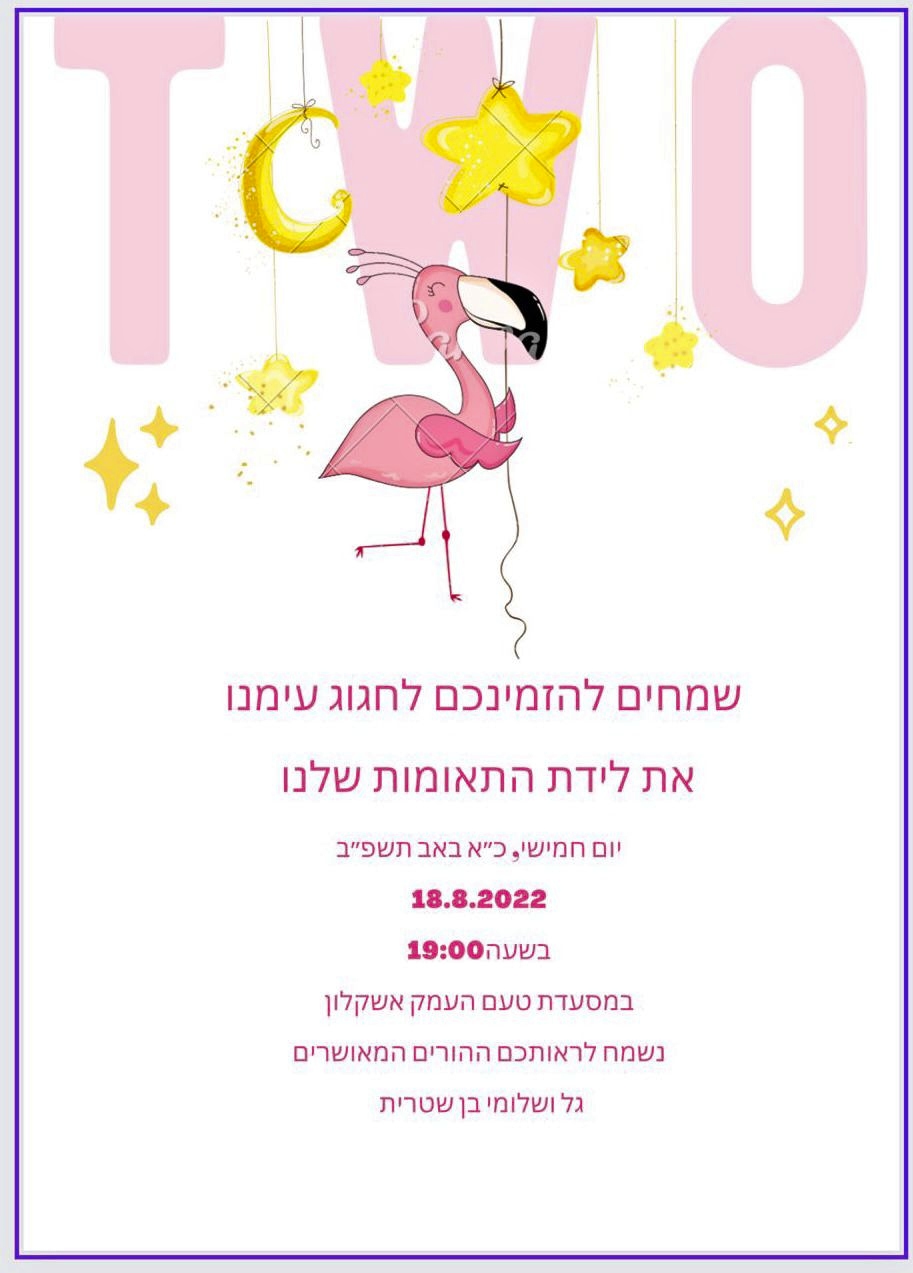 TWO
שמחים להזמינכם לחגוג עימנו
את לידת התאומות שלנו
יום חמישי, כ״א באב תשפ״ב
18.8.2022
בשעה19:00
במסעדת טעם העמק אשקלון
נשמח לראותכם ההורים המאושרים
גל ושלומי בן שטרית